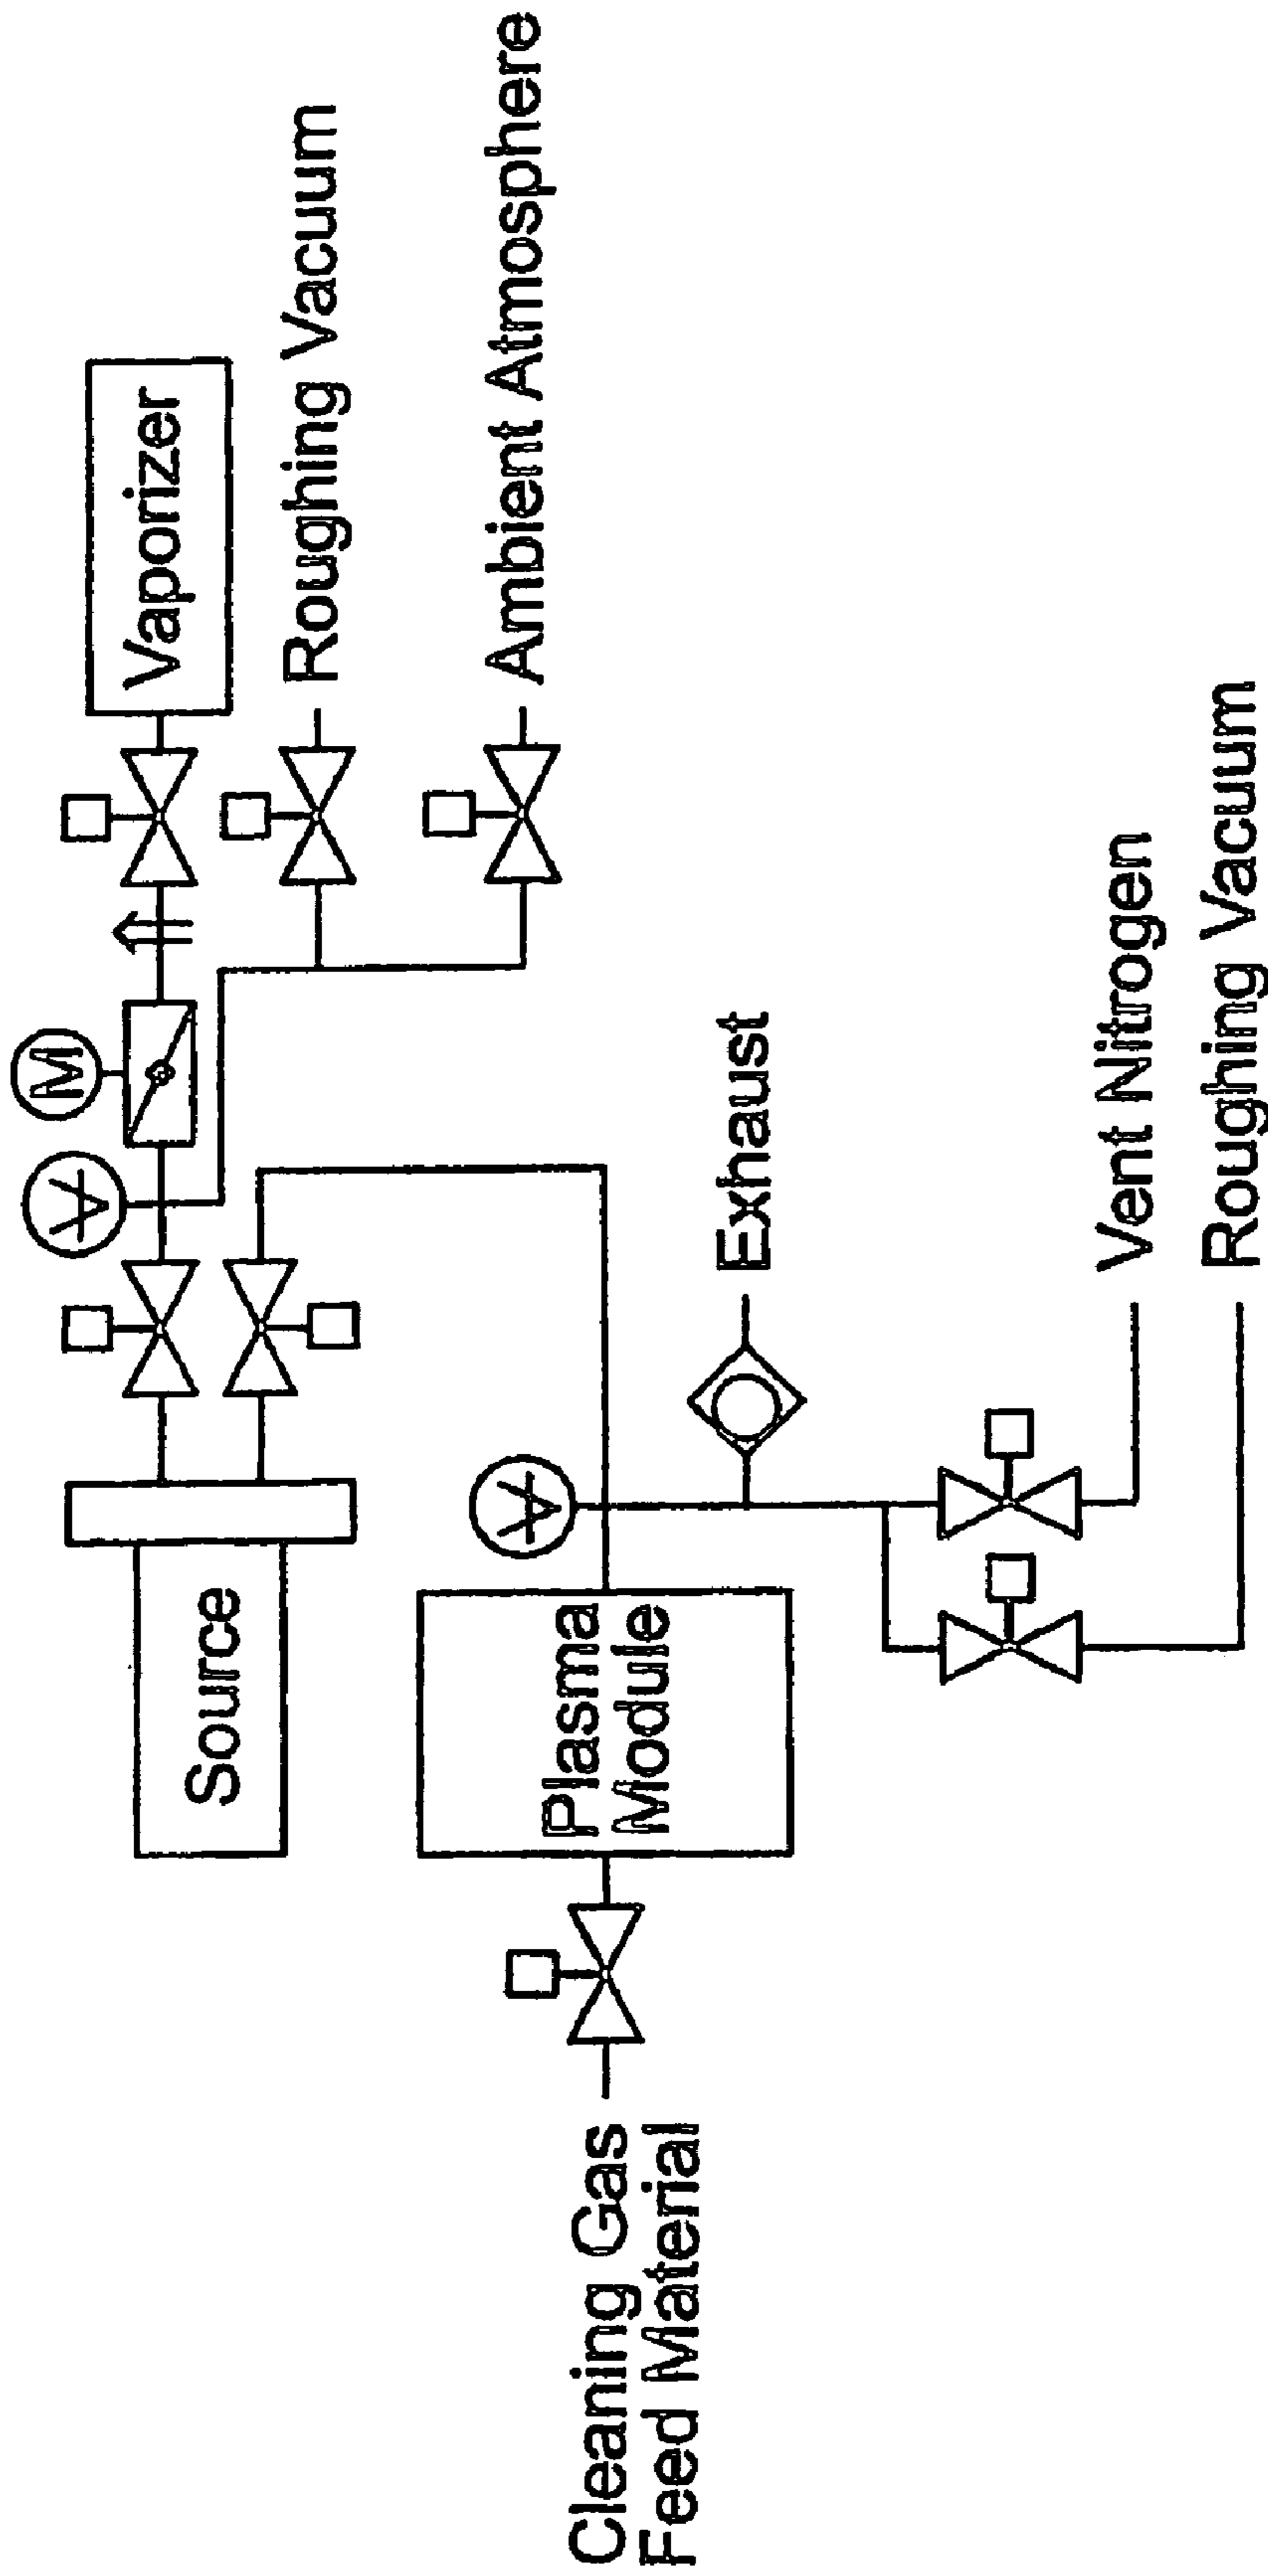 Vaporizer
Roughing Vacuum
Ambient Atmosphere
M
Source
Exhaust
Plasma
Module
Vent Nitrogen
Roughing Vacuum
Cleaning Gas
Feed Material